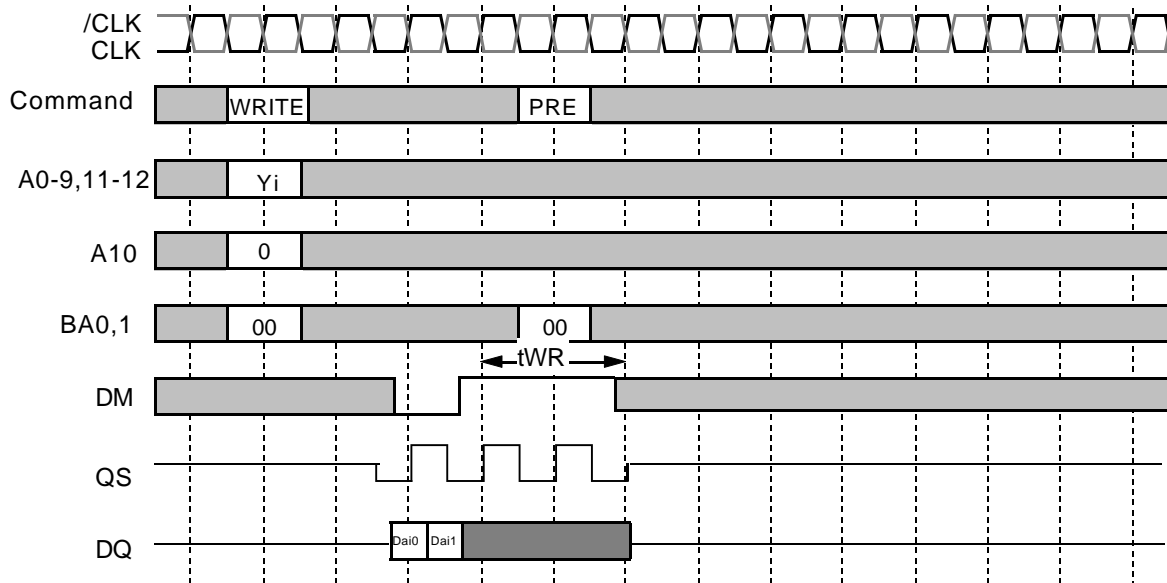 /CLK
CLK
Command WRITE PRE
A0-9,11-12 Yi
A10 0
BA0,1 00 00
tWR
DM
QS
DQ Dai0 Dai1